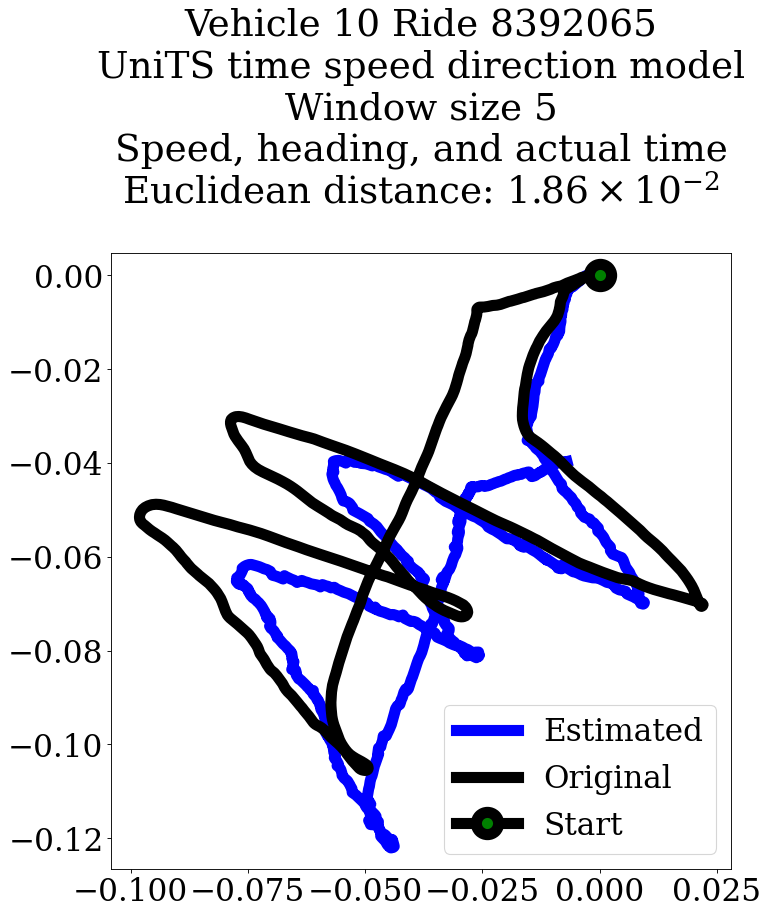 Vehicle 10 Ride 8392065
UniTS time speed direction model
Window size 5
Speed, heading, and actual time
Euclidean distance: 1.86 × 10⁻²
0.00
−0.02
−0.04
−0.06
−0.08
−0.10
−0.12
Estimated
Original
Start
−0.100 −0.075 −0.050 −0.025 0.000 0.025